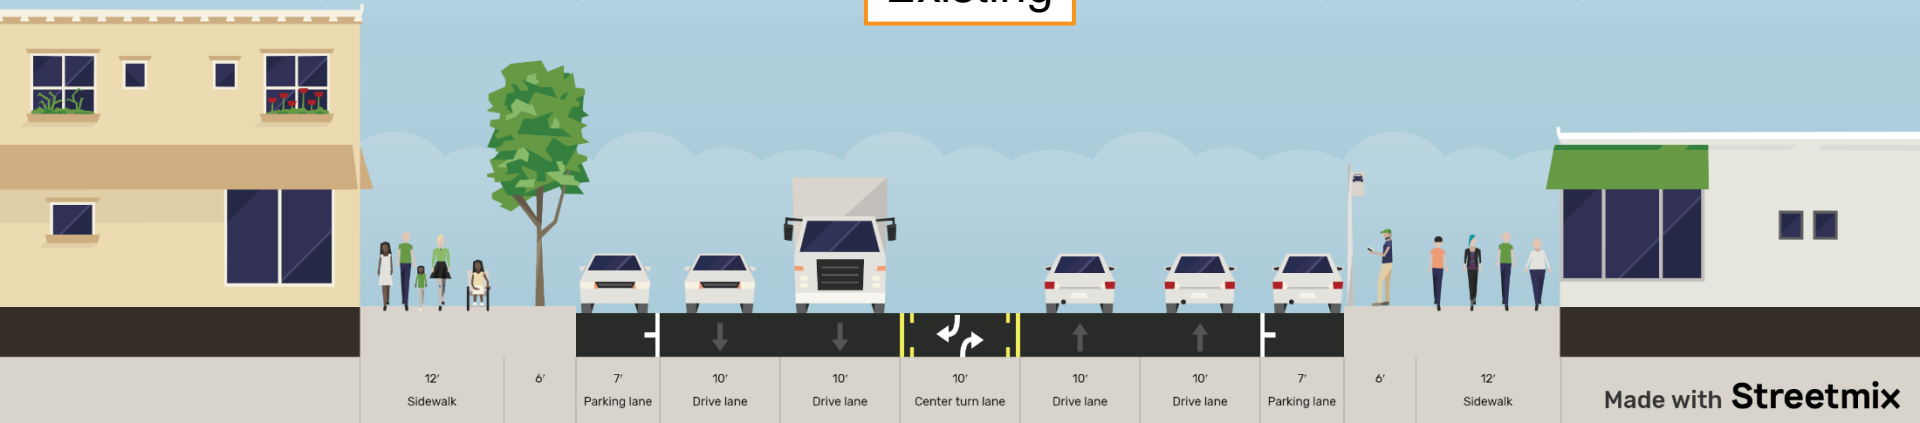 Existing
12′ 6′ 7′ 10′ 10′ 10′ 10′ 10′ 7′ 6′ 12′
Sidewalk Parking lane Drive lane Drive lane Center turn lane Drive lane Drive lane Parking lane Sidewalk
Made with Streetmix